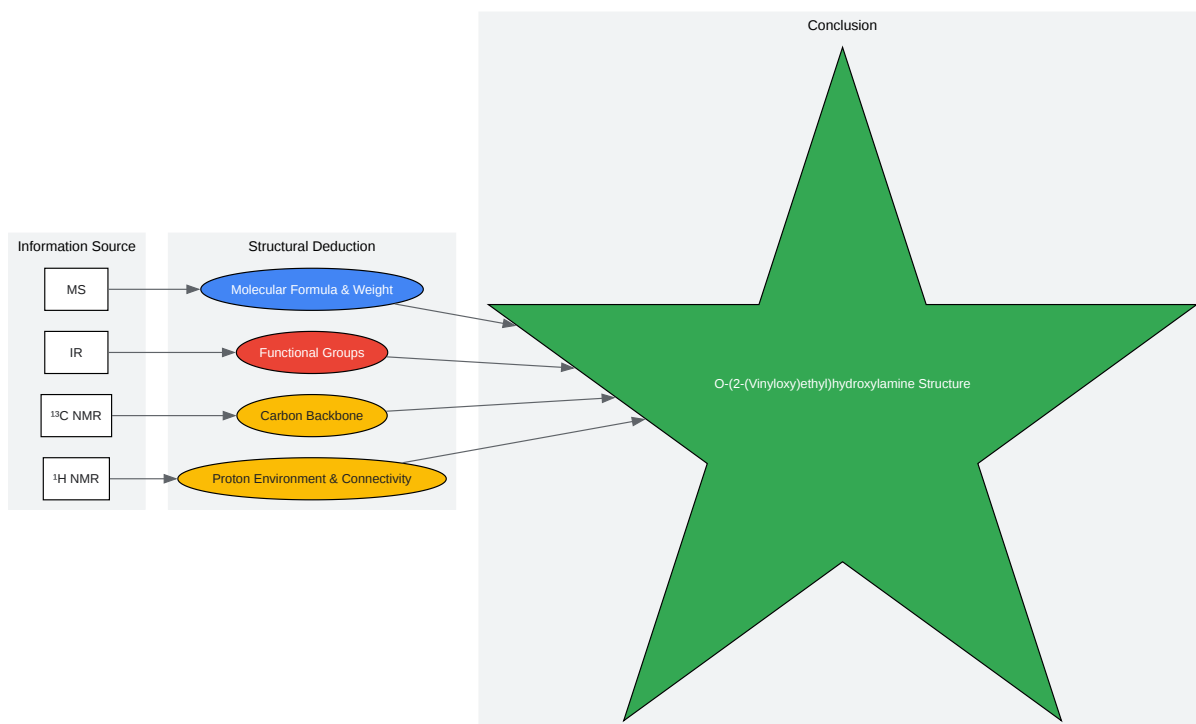 Conclusion
Information Source
Structural Deduction
MS
Molecular Formula & Weight
IR
Functional Groups
O-(2-(Vinyloxy)ethyl)hydroxylamine Structure
¹³C NMR
Carbon Backbone
¹H NMR
Proton Environment & Connectivity